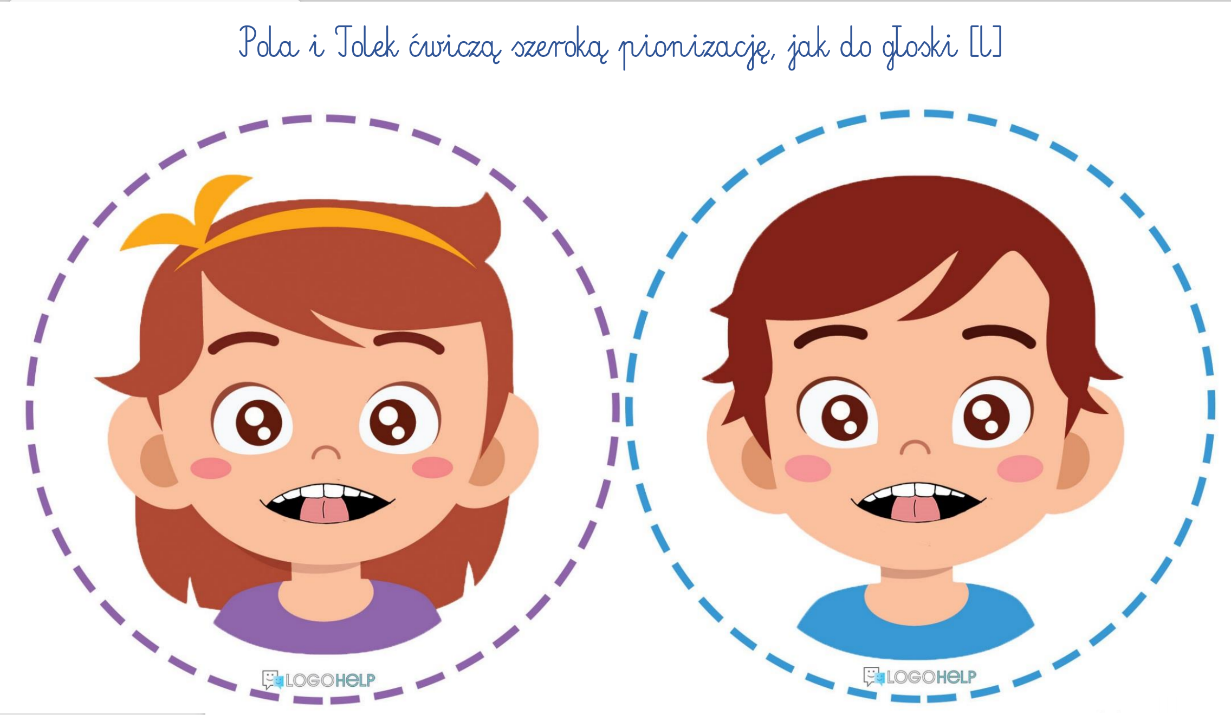 Pola i Tolek ćwiczą szeroką pionizację, jak do głoski [l]
LOGOHELP
LOGOHELP